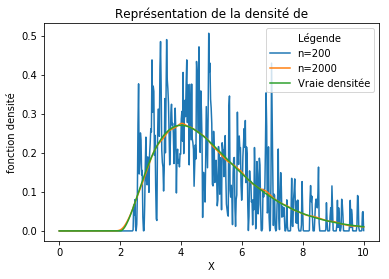 Représentation de la densité de
Légende
n=200
n=2000
Vraie densitée
fonction densité
0.5
0.4
0.3
0.2
0.1
0.0
0
2
4
6
8
10
X